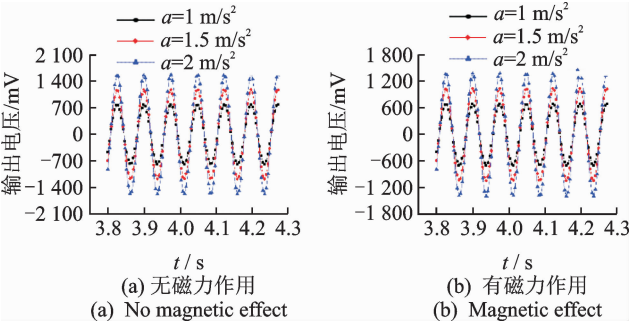 a=1 m/s²
a=1.5 m/s²
a=2 m/s²
2 100
1 400
700
0
−700
−1 400
−2 100
输出电压/mV
3.8 3.9 4.0 4.1 4.2 4.3
t / s
(a) 无磁力作用
(a) No magnetic effect
a=1 m/s²
a=1.5 m/s²
a=2 m/s²
1 800
1 200
600
0
−600
−1 200
−1 800
输出电压/mV
3.8 3.9 4.0 4.1 4.2 4.3
t / s
(b) 有磁力作用
(b) Magnetic effect